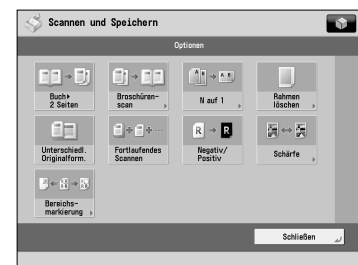 Scannen und Speichern
Optionen
Buch▸
2 Seiten
Broschüren-
scan
N auf 1
Rahmen
löschen
Unterschiedl.
Originalform.
Fortlaufendes
Scannen
R R
Negativ/
Positiv
Schärfe
Bereichs-
markierung
Schließen